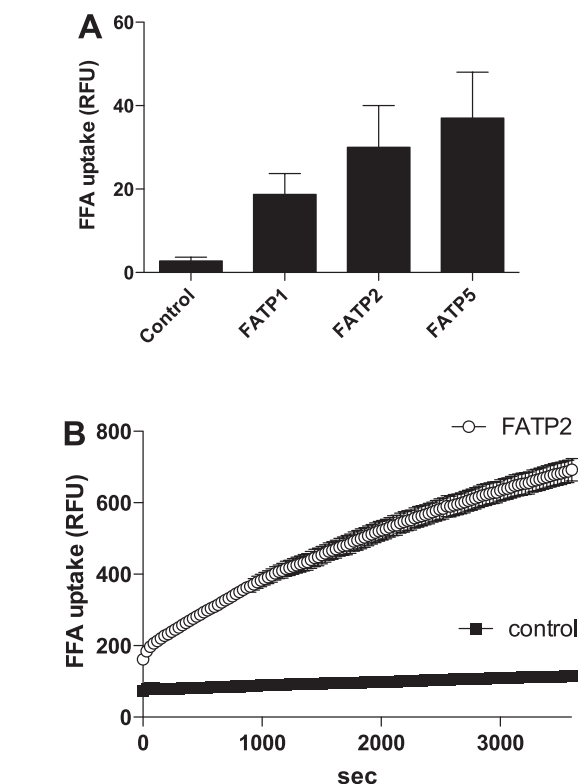 A
60
40
20
0
FFA uptake (RFU)
Control
FATP1
FATP2
FATP5
B
800
600
400
200
0
FFA uptake (RFU)
FATP2
control
0 1000 2000 3000
sec